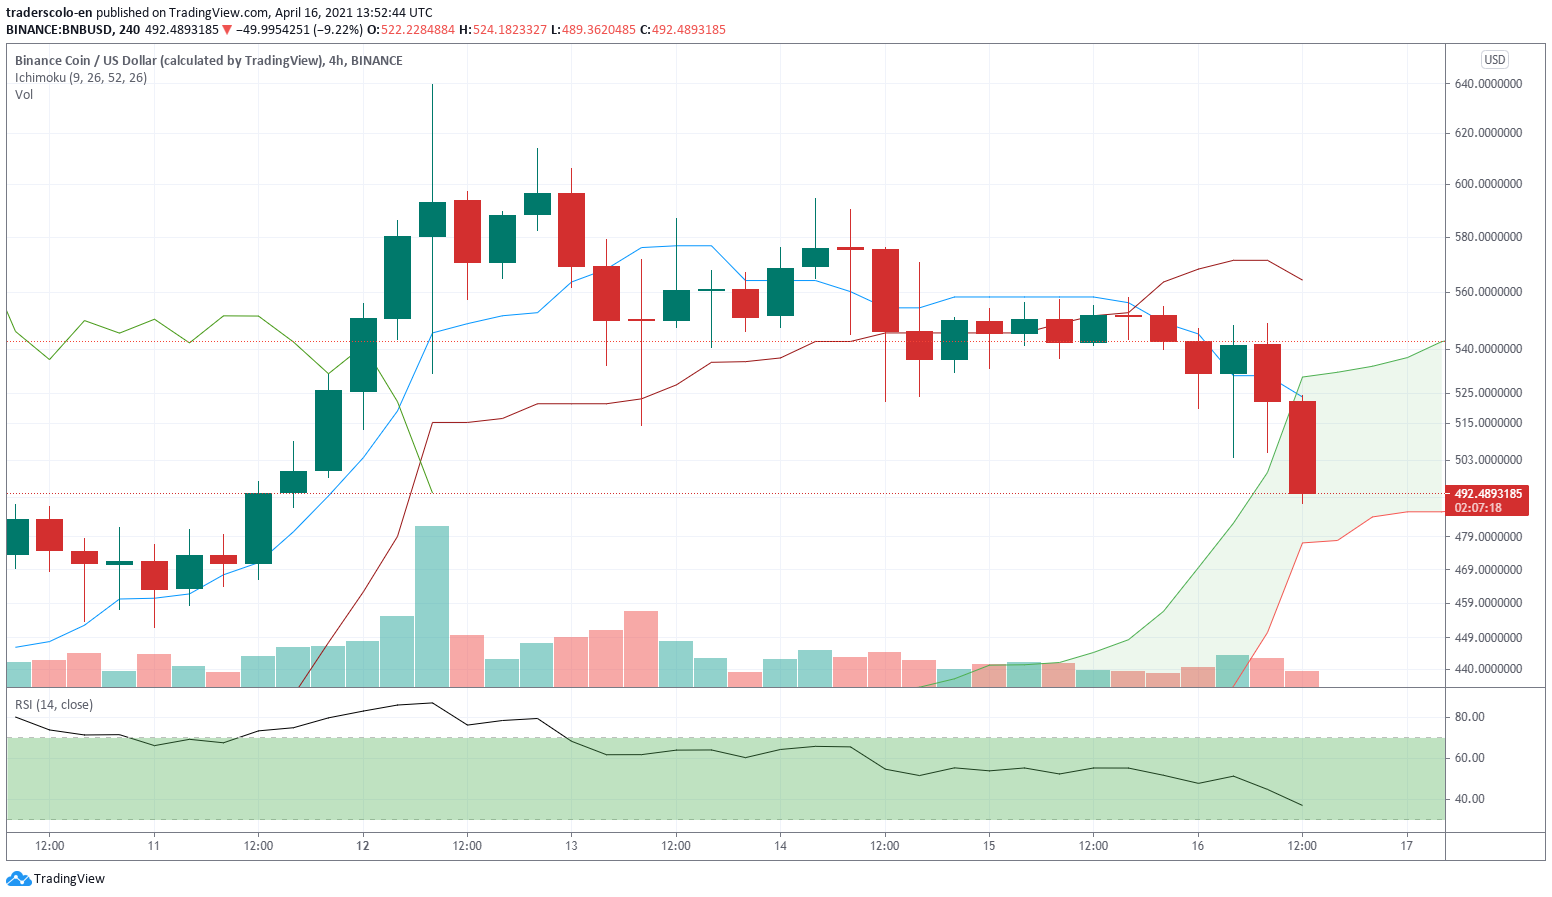 traderscolo-en published on TradingView.com, April 16, 2021 13:52:44 UTC
BINANCE:BNBUSD, 240 492.4893185 ▼ −49.9954251 (−9.22%) O:522.2284884 H:524.1823327 L:489.3620485 C:492.4893185
Binance Coin / US Dollar (calculated by TradingView), 4h, BINANCE
Ichimoku (9, 26, 52, 26)
Vol
USD
640.0000000
620.0000000
600.0000000
580.0000000
560.0000000
540.0000000
525.0000000
515.0000000
503.0000000
492.4893185
02:07:18
479.0000000
469.0000000
459.0000000
449.0000000
440.0000000
RSI (14, close)
80.00
60.00
40.00
12:00 11 12:00 12 12:00 13 12:00 14 12:00 15 12:00 16 12:00 17
TradingView